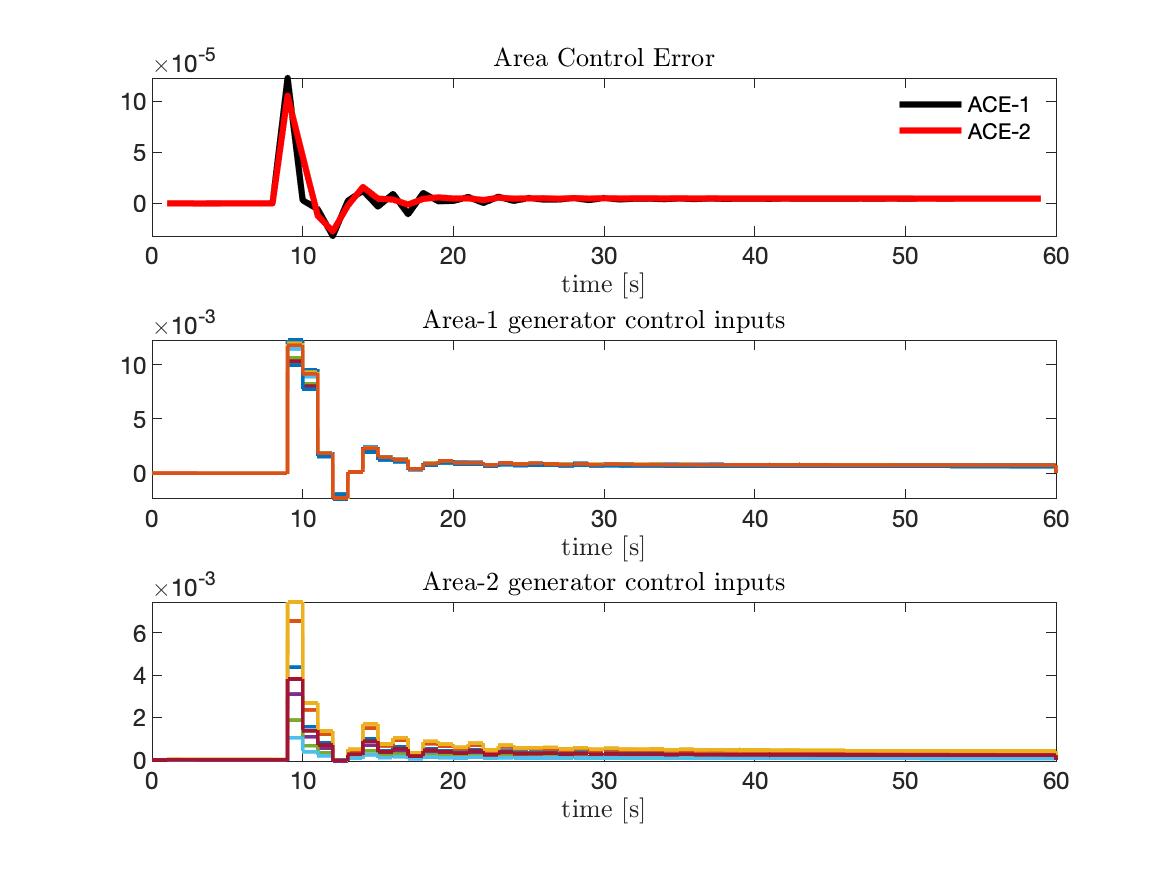 ×10-5
Area Control Error
10
5
0
ACE-1
ACE-2
0 10 20 30 40 50 60
time [s]
×10-3
Area-1 generator control inputs
10
5
0
0 10 20 30 40 50 60
time [s]
×10-3
Area-2 generator control inputs
6
4
2
0
0 10 20 30 40 50 60
time [s]